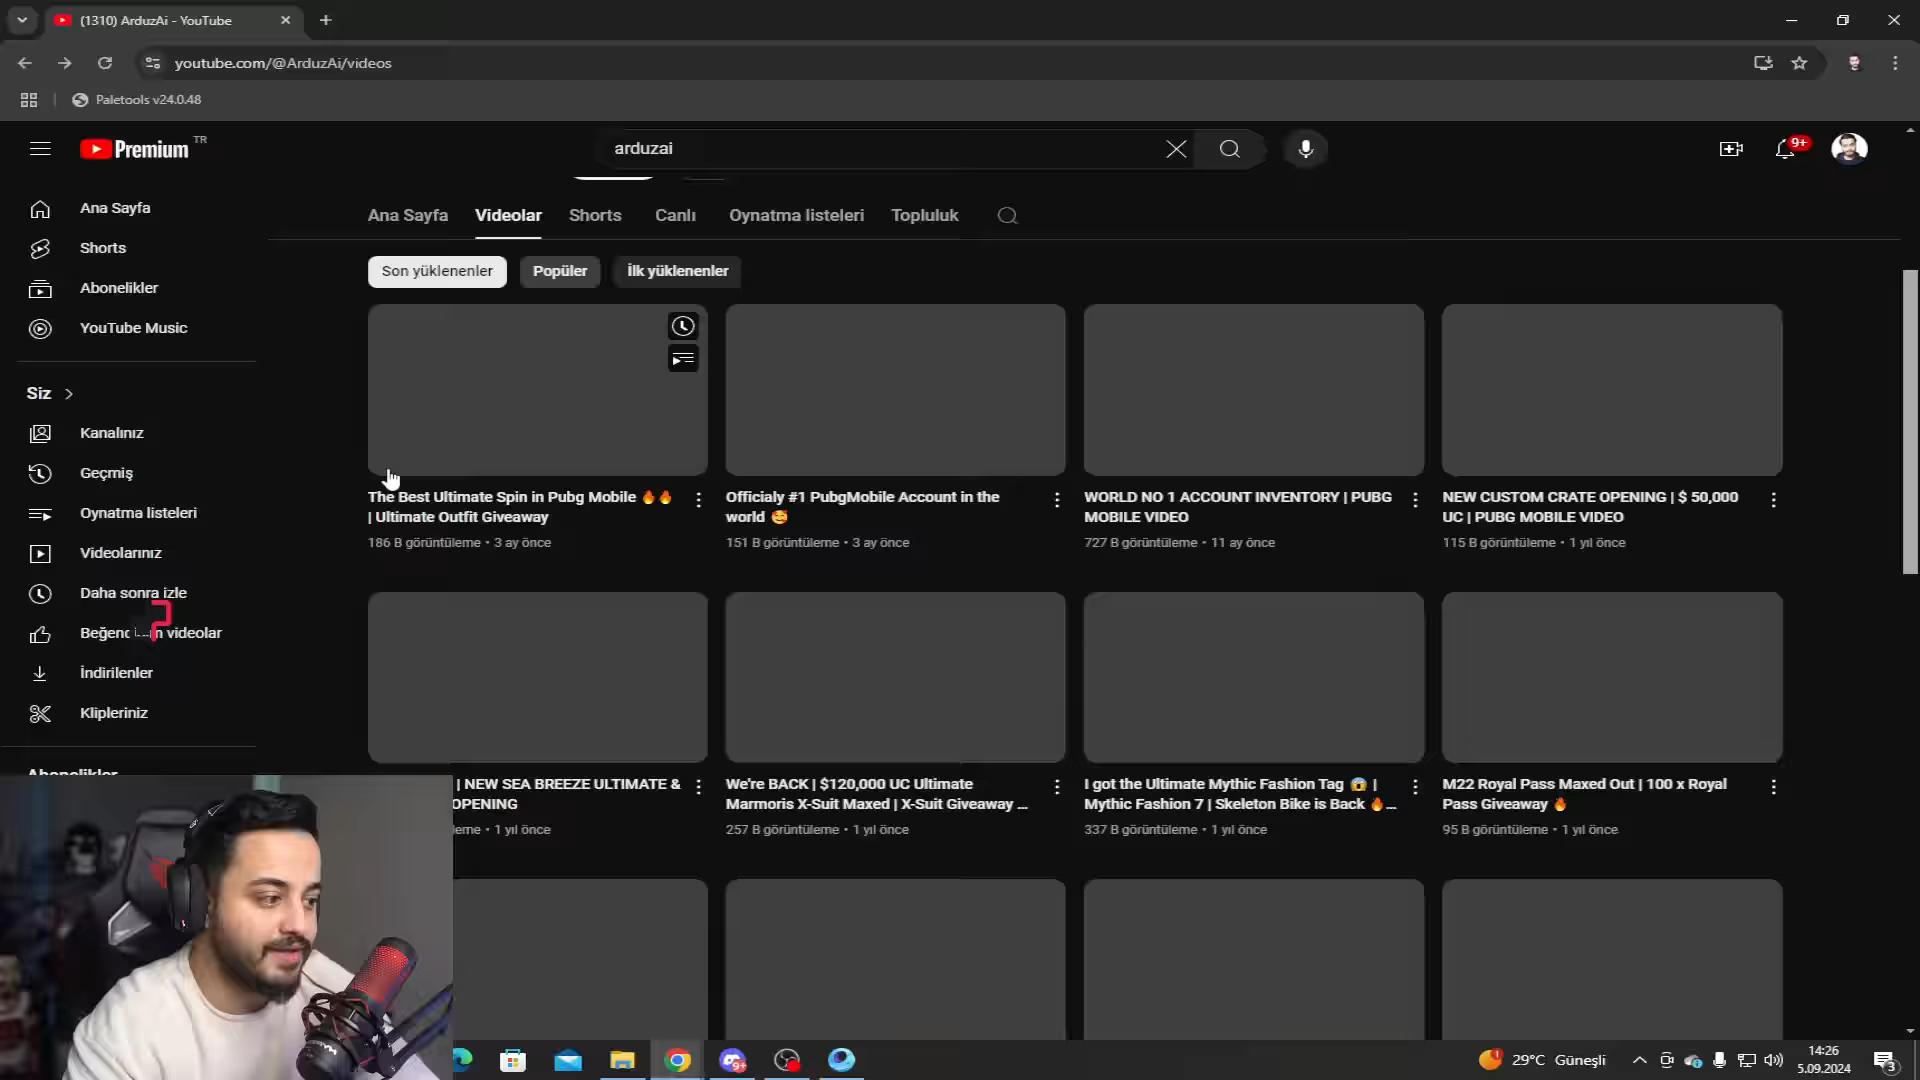 (1310) ArduzAi - YouTube
youtube.com/@ArduzAi/videos
Paletools v24.0.48
Premium TR
arduzai
9+
Ana Sayfa
Shorts
Abonelikler
YouTube Music
Siz
Kanalınız
Geçmiş
Oynatma listeleri
Videolarınız
Daha sonra izle
videolar
İndirilenler
Klipleriniz
Abonelikler
Ana Sayfa Videolar Shorts Canlı Oynatma listeleri Topluluk
Son yüklenenler Popüler İlk yüklenenler
The Best Ultimate Spin in Pubg Mobile 🔥🔥
| Ultimate Outfit Giveaway
186 B görüntüleme • 3 ay önce
Officialy #1 PubgMobile Account in the
world 🥰
151 B görüntüleme • 3 ay önce
WORLD NO 1 ACCOUNT INVENTORY | PUBG
MOBILE VIDEO
727 B görüntüleme • 11 ay önce
NEW CUSTOM CRATE OPENING | $ 50,000
UC | PUBG MOBILE VIDEO
115 B görüntüleme • 1 yıl önce
| NEW SEA BREEZE ULTIMATE &
OPENING
• 1 yıl önce
We're BACK | $120,000 UC Ultimate
Marmoris X-Suit Maxed | X-Suit Giveaway ...
257 B görüntüleme • 1 yıl önce
I got the Ultimate Mythic Fashion Tag 😱 |
Mythic Fashion 7 | Skeleton Bike is Back 🔥...
337 B görüntüleme • 1 yıl önce
M22 Royal Pass Maxed Out | 100 x Royal
Pass Giveaway 🔥
95 B görüntüleme • 1 yıl önce
9+
1
29°C Güneşli
14:26
5.09.2024
3